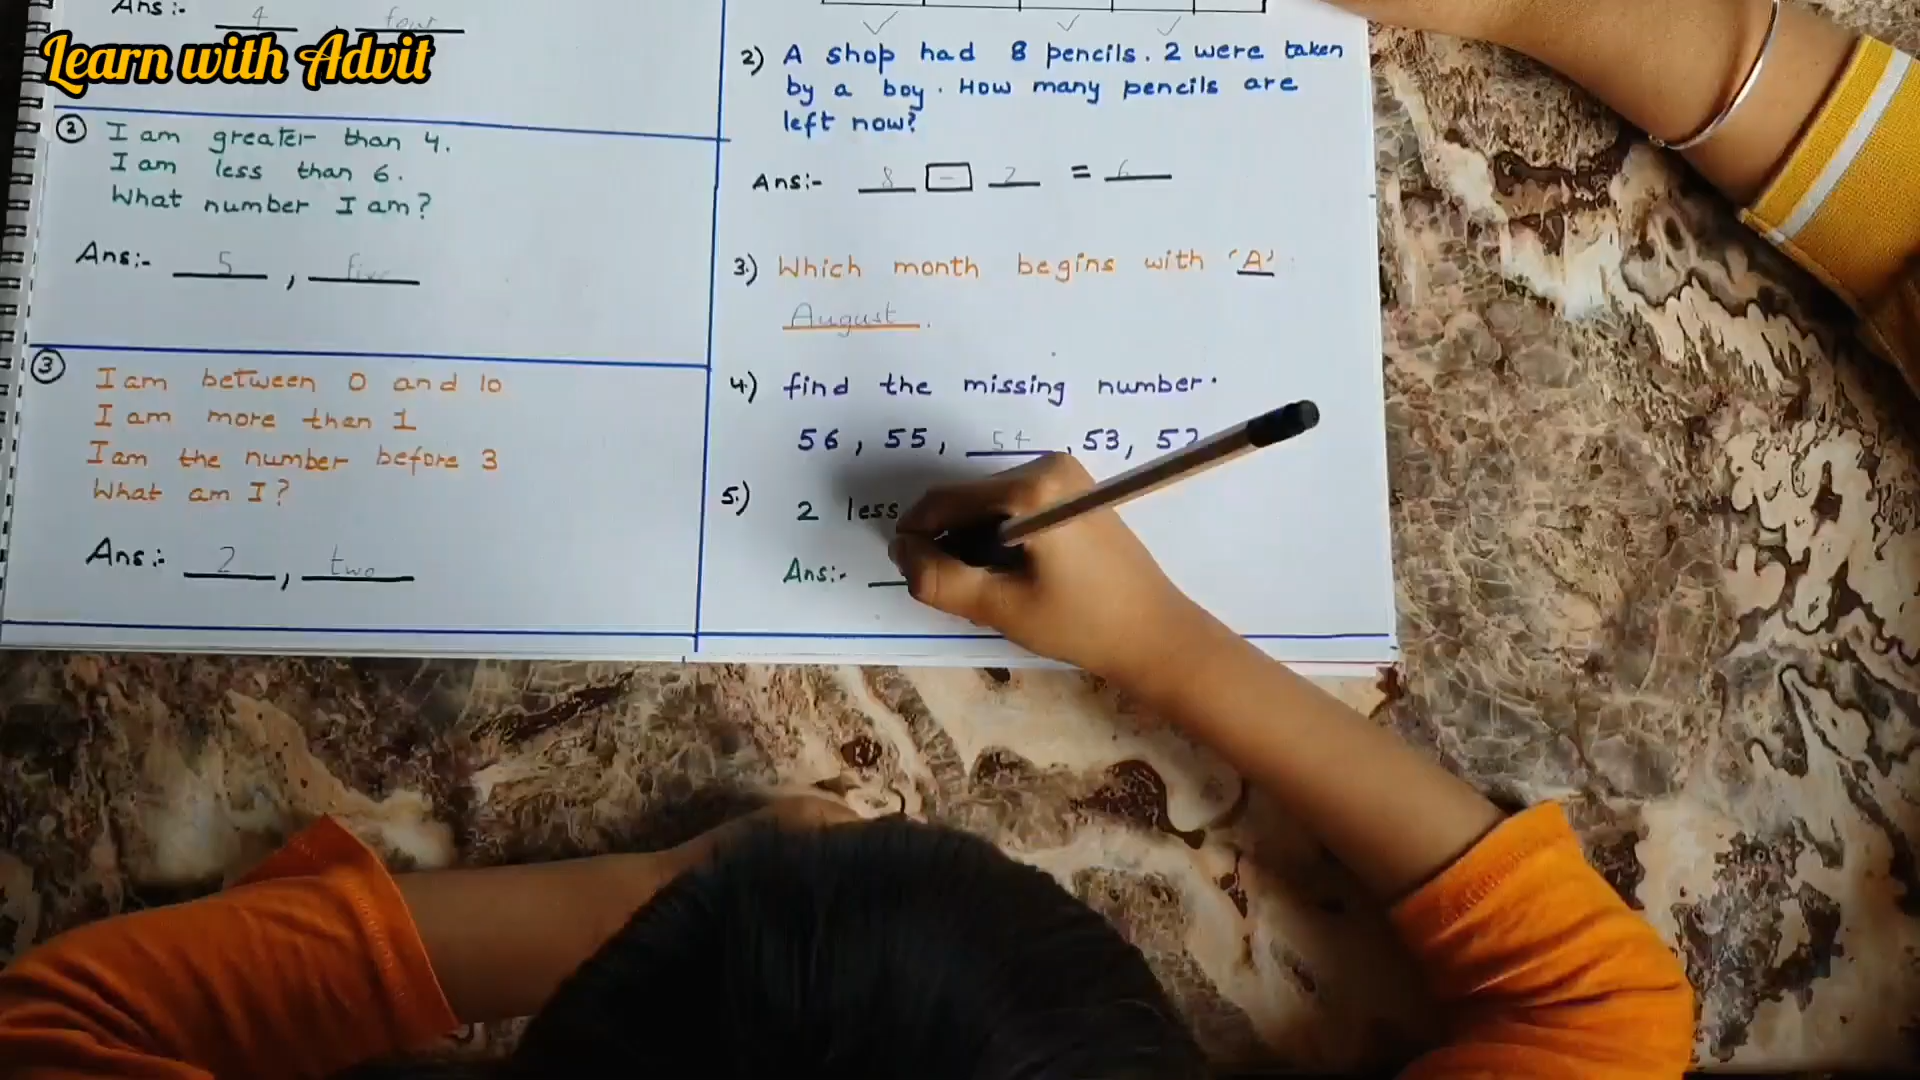 Ans:- 4 four
Learn with Advit
2 I am greater than 4.
I am less than 6.
What number I am?
Ans:- 5 , five
3 I am between 0 and 10
I am more than 1
I am the number before 3
What am I?
Ans:- 2 , two
2) A shop had 8 pencils. 2 were taken
by a boy. How many pencils are
left now?
Ans:- 8 - 2 = 6
3) Which month begins with 'A'
August.
4) find the missing number.
56, 55, 54, 53, 52
5) 2 less
Ans:-